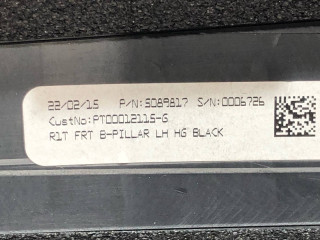 22/02/15 P/N:5089817 S/N:0006726
CustNo:PT00012115-G
R1T FRT B-PILLAR LH HG BLACK